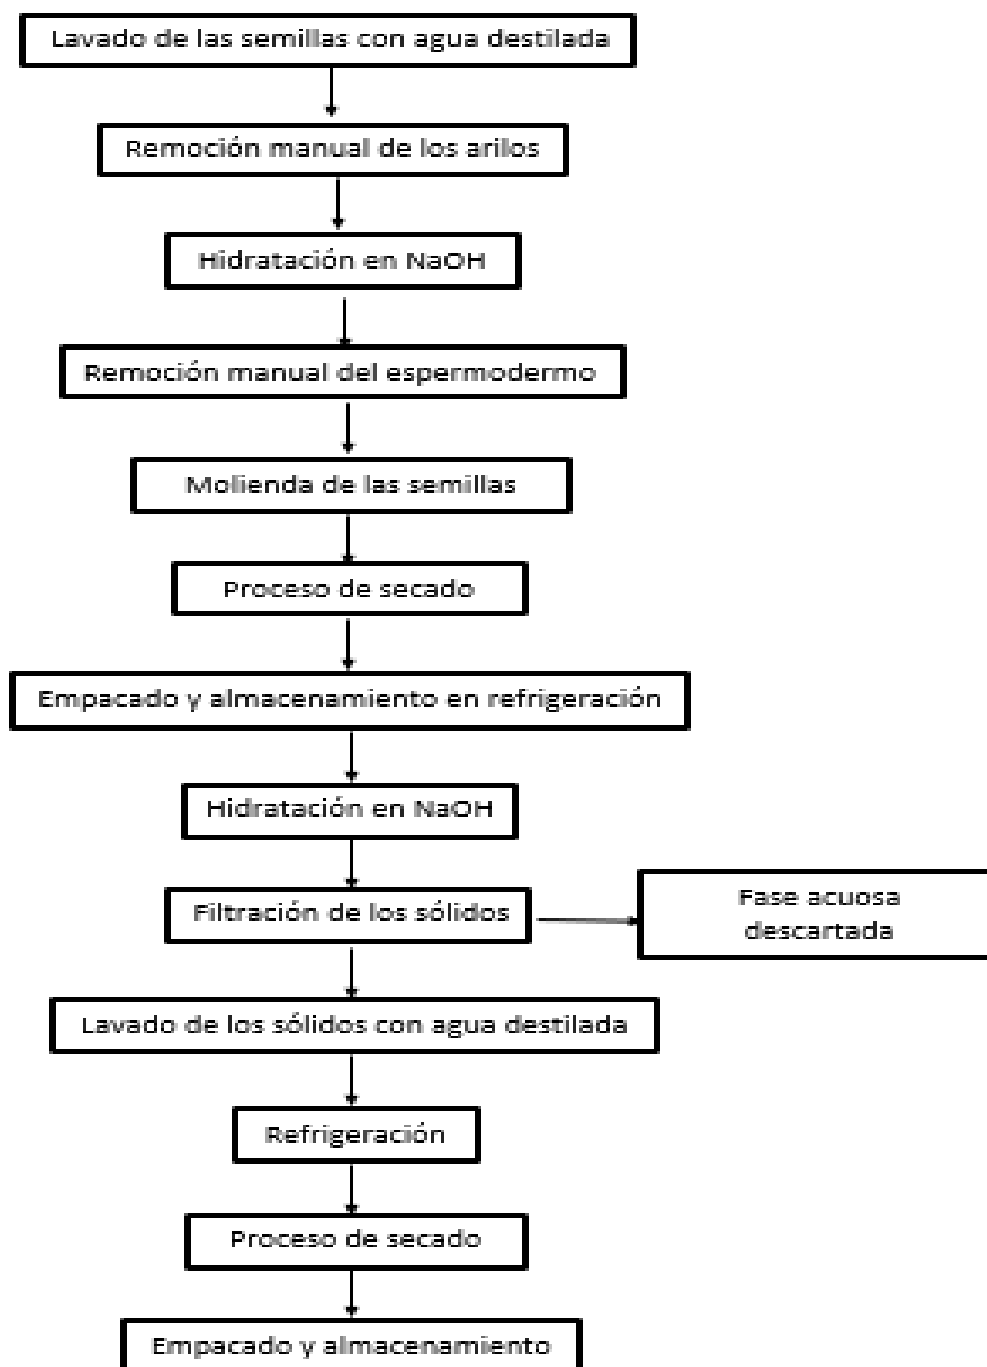 Lavado de las semillas con agua destilada
Remoción manual de los arilos
Hidratación en NaOH
Remoción manual del espermodermo
Molienda de las semillas
Proceso de secado
Empacado y almacenamiento en refrigeración
Hidratación en NaOH
Filtración de los sólidos
Fase acuosa
descartada
Lavado de los sólidos con agua destilada
Refrigeración
Proceso de secado
Empacado y almacenamiento